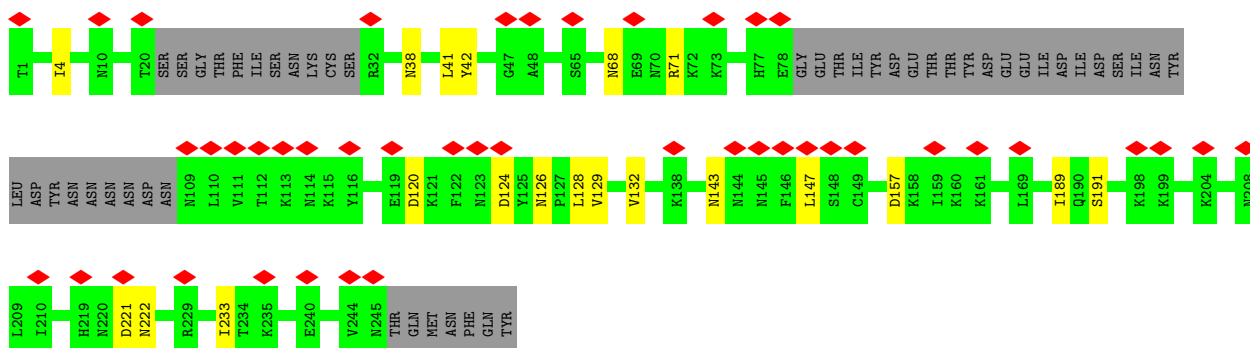 T1 I4 N10 T20 SER SER GLY THR PHE ILE SER ASN LYS CYS SER R32 N38 L41 Y42 G47 A48 S65 N68 E69 N70 R71 K72 K73 H77 E78 GLY GLU THR ILE TYR ASP GLU THR THR TYR ASP GLU GLU ILE ASP ILE ASP SER ILE ASN TYR
LEU ASP TYR ASN ASN ASN ASN ASP ASN N109 L110 V111 T112 K113 N114 K115 Y116 E119 D120 K121 F122 N123 D124 Y125 N126 P127 L128 V129 V132 K138 N143 N144 N145 F146 L147 S148 C149 D157 K158 I159 K160 K161 L169 I189 Q190 S191 K198 K199 K204 N208
L209 I210 H219 N220 D221 N222 R229 I233 T234 K235 E240 V244 N245 THR GLN MET ASN PHE GLN TYR